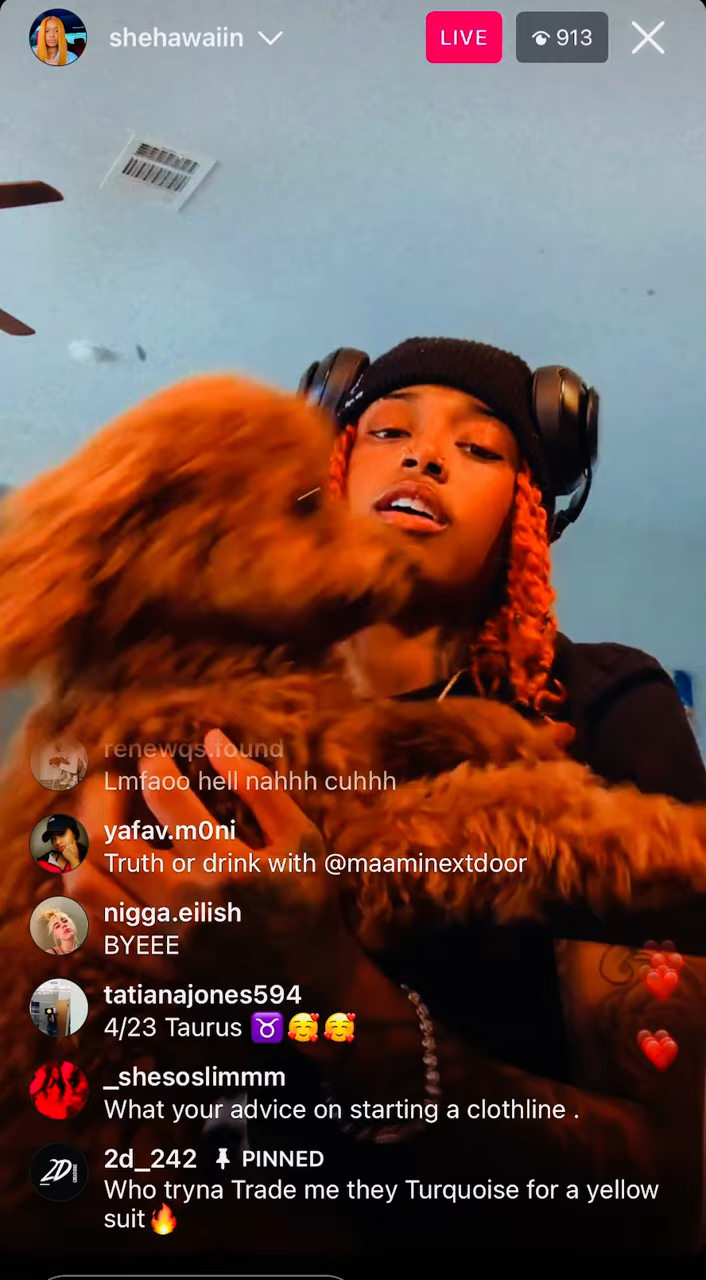 shehawaiin
LIVE
913
renewqs.found
Lmfaoo hell nahhh cuhhh
yafav.m0ni
Truth or drink with @maaminextdoor
nigga.eilish
BYEEE
tatianajones594
4/23 Taurus ♉🥰🥰
_shesoslimmm
What your advice on starting a clothline .
2d_242 📌 PINNED
Who tryna Trade me they Turquoise for a yellow
suit🔥
2D